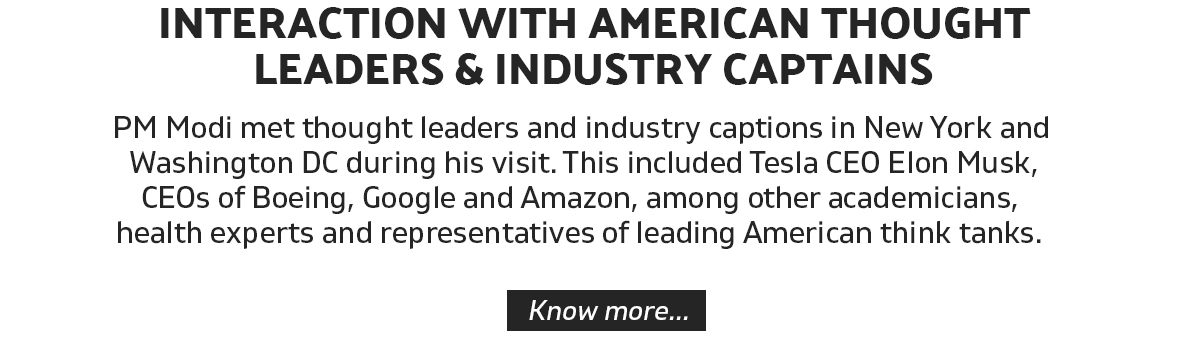 INTERACTION WITH AMERICAN THOUGHT
LEADERS & INDUSTRY CAPTAINS
PM Modi met thought leaders and industry captions in New York and
Washington DC during his visit. This included Tesla CEO Elon Musk,
CEOs of Boeing, Google and Amazon, among other academicians,
health experts and representatives of leading American think tanks.
Know more...